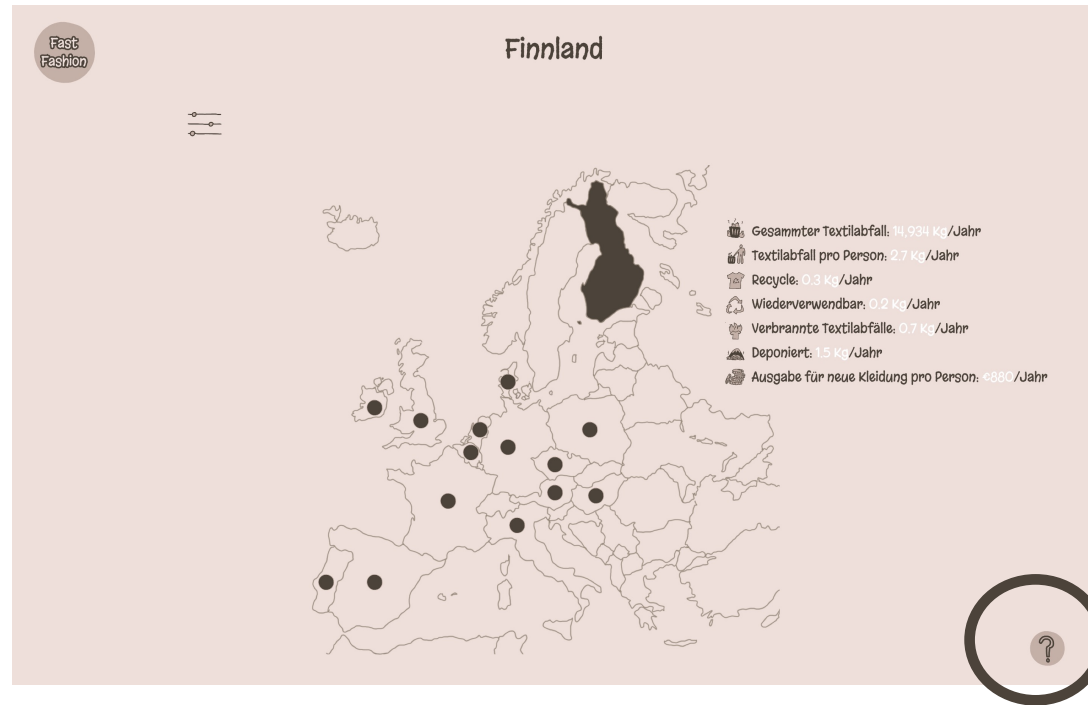 Fast
Fashion
Finnland
Gesammter Textilabfall: 14,934 Kg/Jahr
Textilabfall pro Person: 2.7 Kg/Jahr
Recycle: 0.3 Kg/Jahr
Wiederverwendbar: 0.2 Kg/Jahr
Verbrannte Textilabfälle: 0.7 Kg/Jahr
Deponiert: 1.5 Kg/Jahr
Ausgabe für neue Kleidung pro Person: €880/Jahr
?